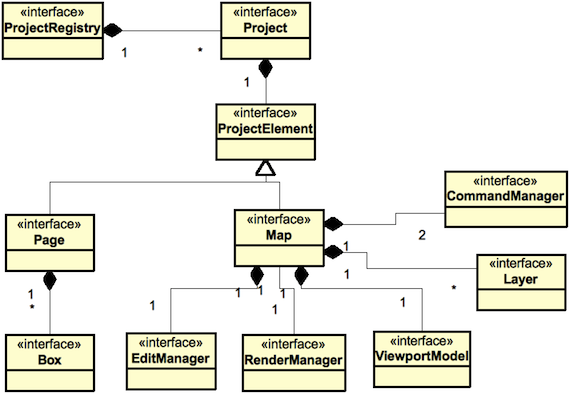 «interface»
ProjectRegistry
1
*
«interface»
Project
1
«interface»
ProjectElement
«interface»
Page
1
*
«interface»
Box
«interface»
Map
1
2
«interface»
CommandManager
1
*
«interface»
Layer
1
1
«interface»
EditManager
1
1
«interface»
RenderManager
1
1
«interface»
ViewportModel